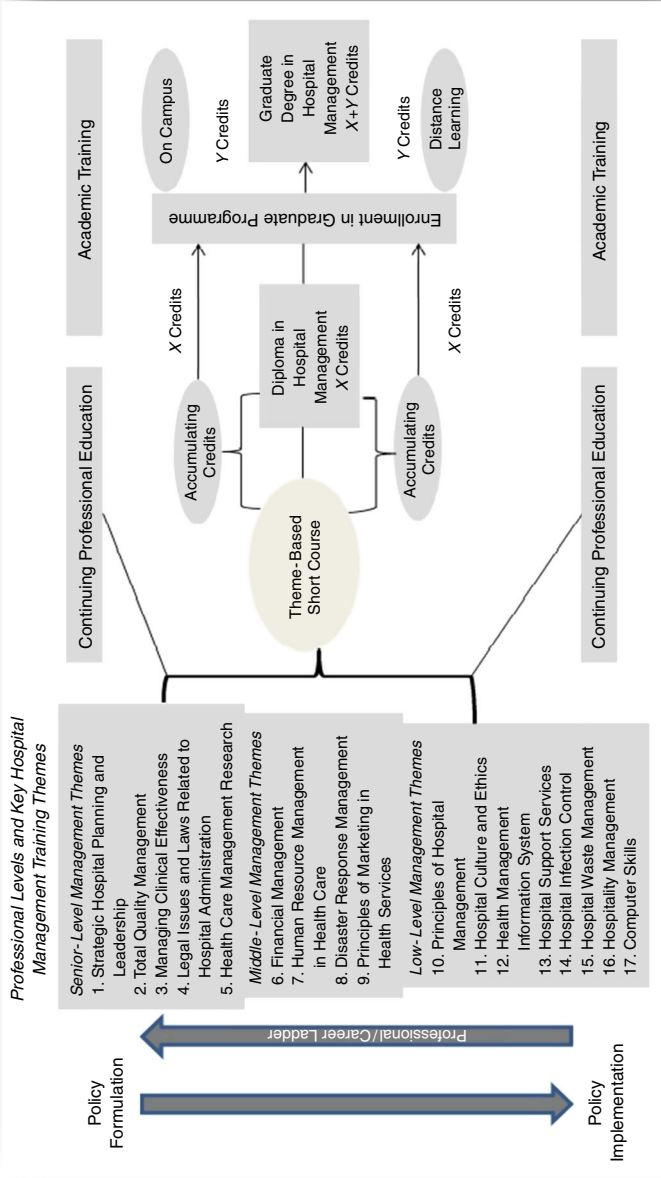 Professional Levels and Key Hospital
Management Training Themes
Policy
Formulation
Professional/Career Ladder
Policy
Implementation
Senior-Level Management Themes
1. Strategic Hospital Planning and
Leadership
2. Total Quality Management
3. Managing Clinical Effectiveness
4. Legal Issues and Laws Related to
Hospital Administration
5. Health Care Management Research
Middle-Level Management Themes
6. Financial Management
7. Human Resource Management
in Health Care
8. Disaster Response Management
9. Principles of Marketing in
Health Services
Low-Level Management Themes
10. Principles of Hospital
Management
11. Hospital Culture and Ethics
12. Health Management
Information System
13. Hospital Support Services
14. Hospital Infection Control
15. Hospital Waste Management
16. Hospitality Management
17. Computer Skills
Continuing Professional Education
Academic Training
Theme-Based
Short Course
Accumulating
Credits
X Credits
Diploma in
Hospital
Management
X Credits
Accumulating
Credits
X Credits
Enrollment in Graduate Programme
On Campus
Y Credits
Graduate
Degree in
Hospital
Management
X+Y Credits
Y Credits
Distance
Learning
Continuing Professional Education
Academic Training